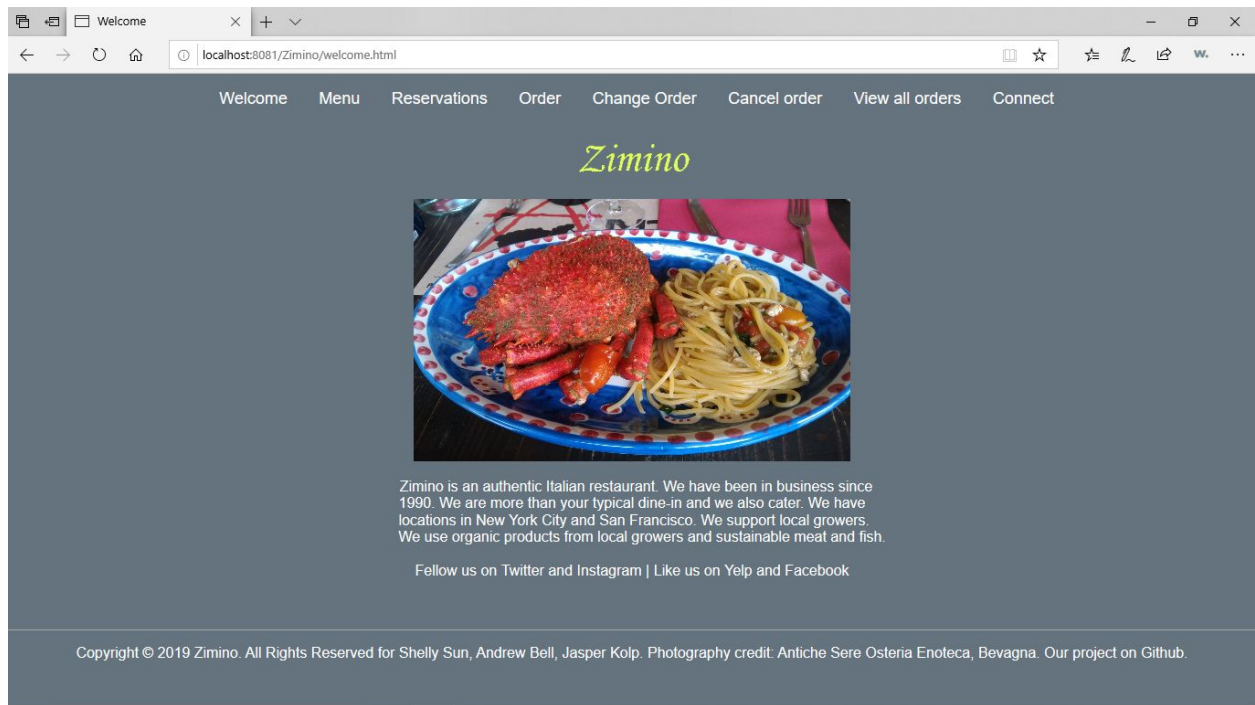 Welcome
localhost:8081/Zimino/welcome.html
W.
Welcome Menu Reservations Order Change Order Cancel order View all orders Connect
Zimino
Zimino is an authentic Italian restaurant. We have been in business since
1990. We are more than your typical dine-in and we also cater. We have
locations in New York City and San Francisco. We support local growers.
We use organic products from local growers and sustainable meat and fish.
Fellow us on Twitter and Instagram | Like us on Yelp and Facebook
Copyright © 2019 Zimino. All Rights Reserved for Shelly Sun, Andrew Bell, Jasper Kolp. Photography credit: Antiche Sere Osteria Enoteca, Bevagna. Our project on Github.